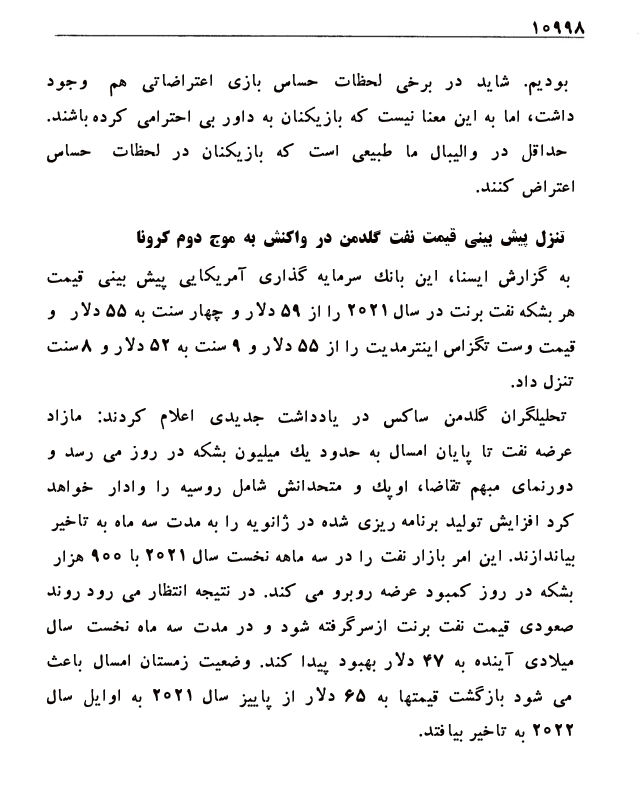 ۱۰۹۹۸
بودیم. شاید در برخی لحظات حساس بازی اعتراضاتی هم وجود
داشت، اما به این معنا نیست که بازیکنان به داور بی احترامی کرده باشند.
حداقل در والیبال ما طبیعی است که بازیکنان در لحظات حساس
اعتراض کنند.
تنزل پیش بینی قیمت نفت گلدمن در واکنش به موج دوم کرونا
به گزارش ایسنا، این بانك سرمایه گذاری آمریکایی پیش بینی قیمت
هر بشکه نفت برنت در سال ۲۰۲۱ را از ۵۹ دلار و چهار سنت به ۵۵ دلار و
قیمت وست تگزاس اینترمدیت را از ۵۵ دلار و ۹ سنت به ۵۲ دلار و ۸ سنت
تنزل داد.
تحلیلگران گلدمن ساکس در یادداشت جدیدی اعلام کردند: مازاد
عرضه نفت تا پایان امسال به حدود یك میلیون بشکه در روز می رسد و
دورنمای مبهم تقاضا، اوپك و متحدانش شامل روسیه را وادار خواهد
کرد افزایش تولید برنامه ریزی شده در ژانویه را به مدت سه ماه به تاخیر
بیاندازند. این امر بازار نفت را در سه ماهه نخست سال ۲۰۲۱ با ۹۰۰ هزار
بشکه در روز کمبود عرضه روبرو می کند. در نتیجه انتظار می رود روند
صعودی قیمت نفت برنت ازسرگرفته شود و در مدت سه ماه نخست سال
میلادی آینده به ۴۷ دلار بهبود پیدا کند. وضعیت زمستان امسال باعث
می شود بازگشت قیمتها به ۶۵ دلار از پاییز سال ۲۰۲۱ به اوایل سال
۲۰۲۲ به تاخیر بیافتد.